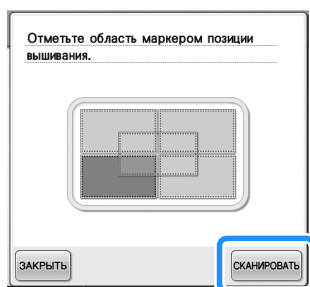 Отметьте область маркером позиции
вышивания.
ЗАКРЫТЬ
СКАНИРОВАТЬ